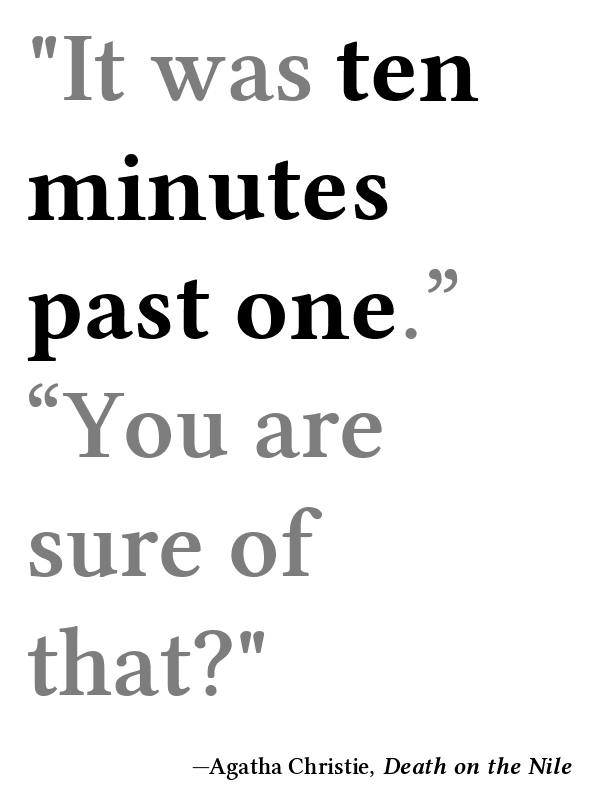 "It was ten
minutes
past one.”
“You are
sure of
that?"
—Agatha Christie, Death on the Nile